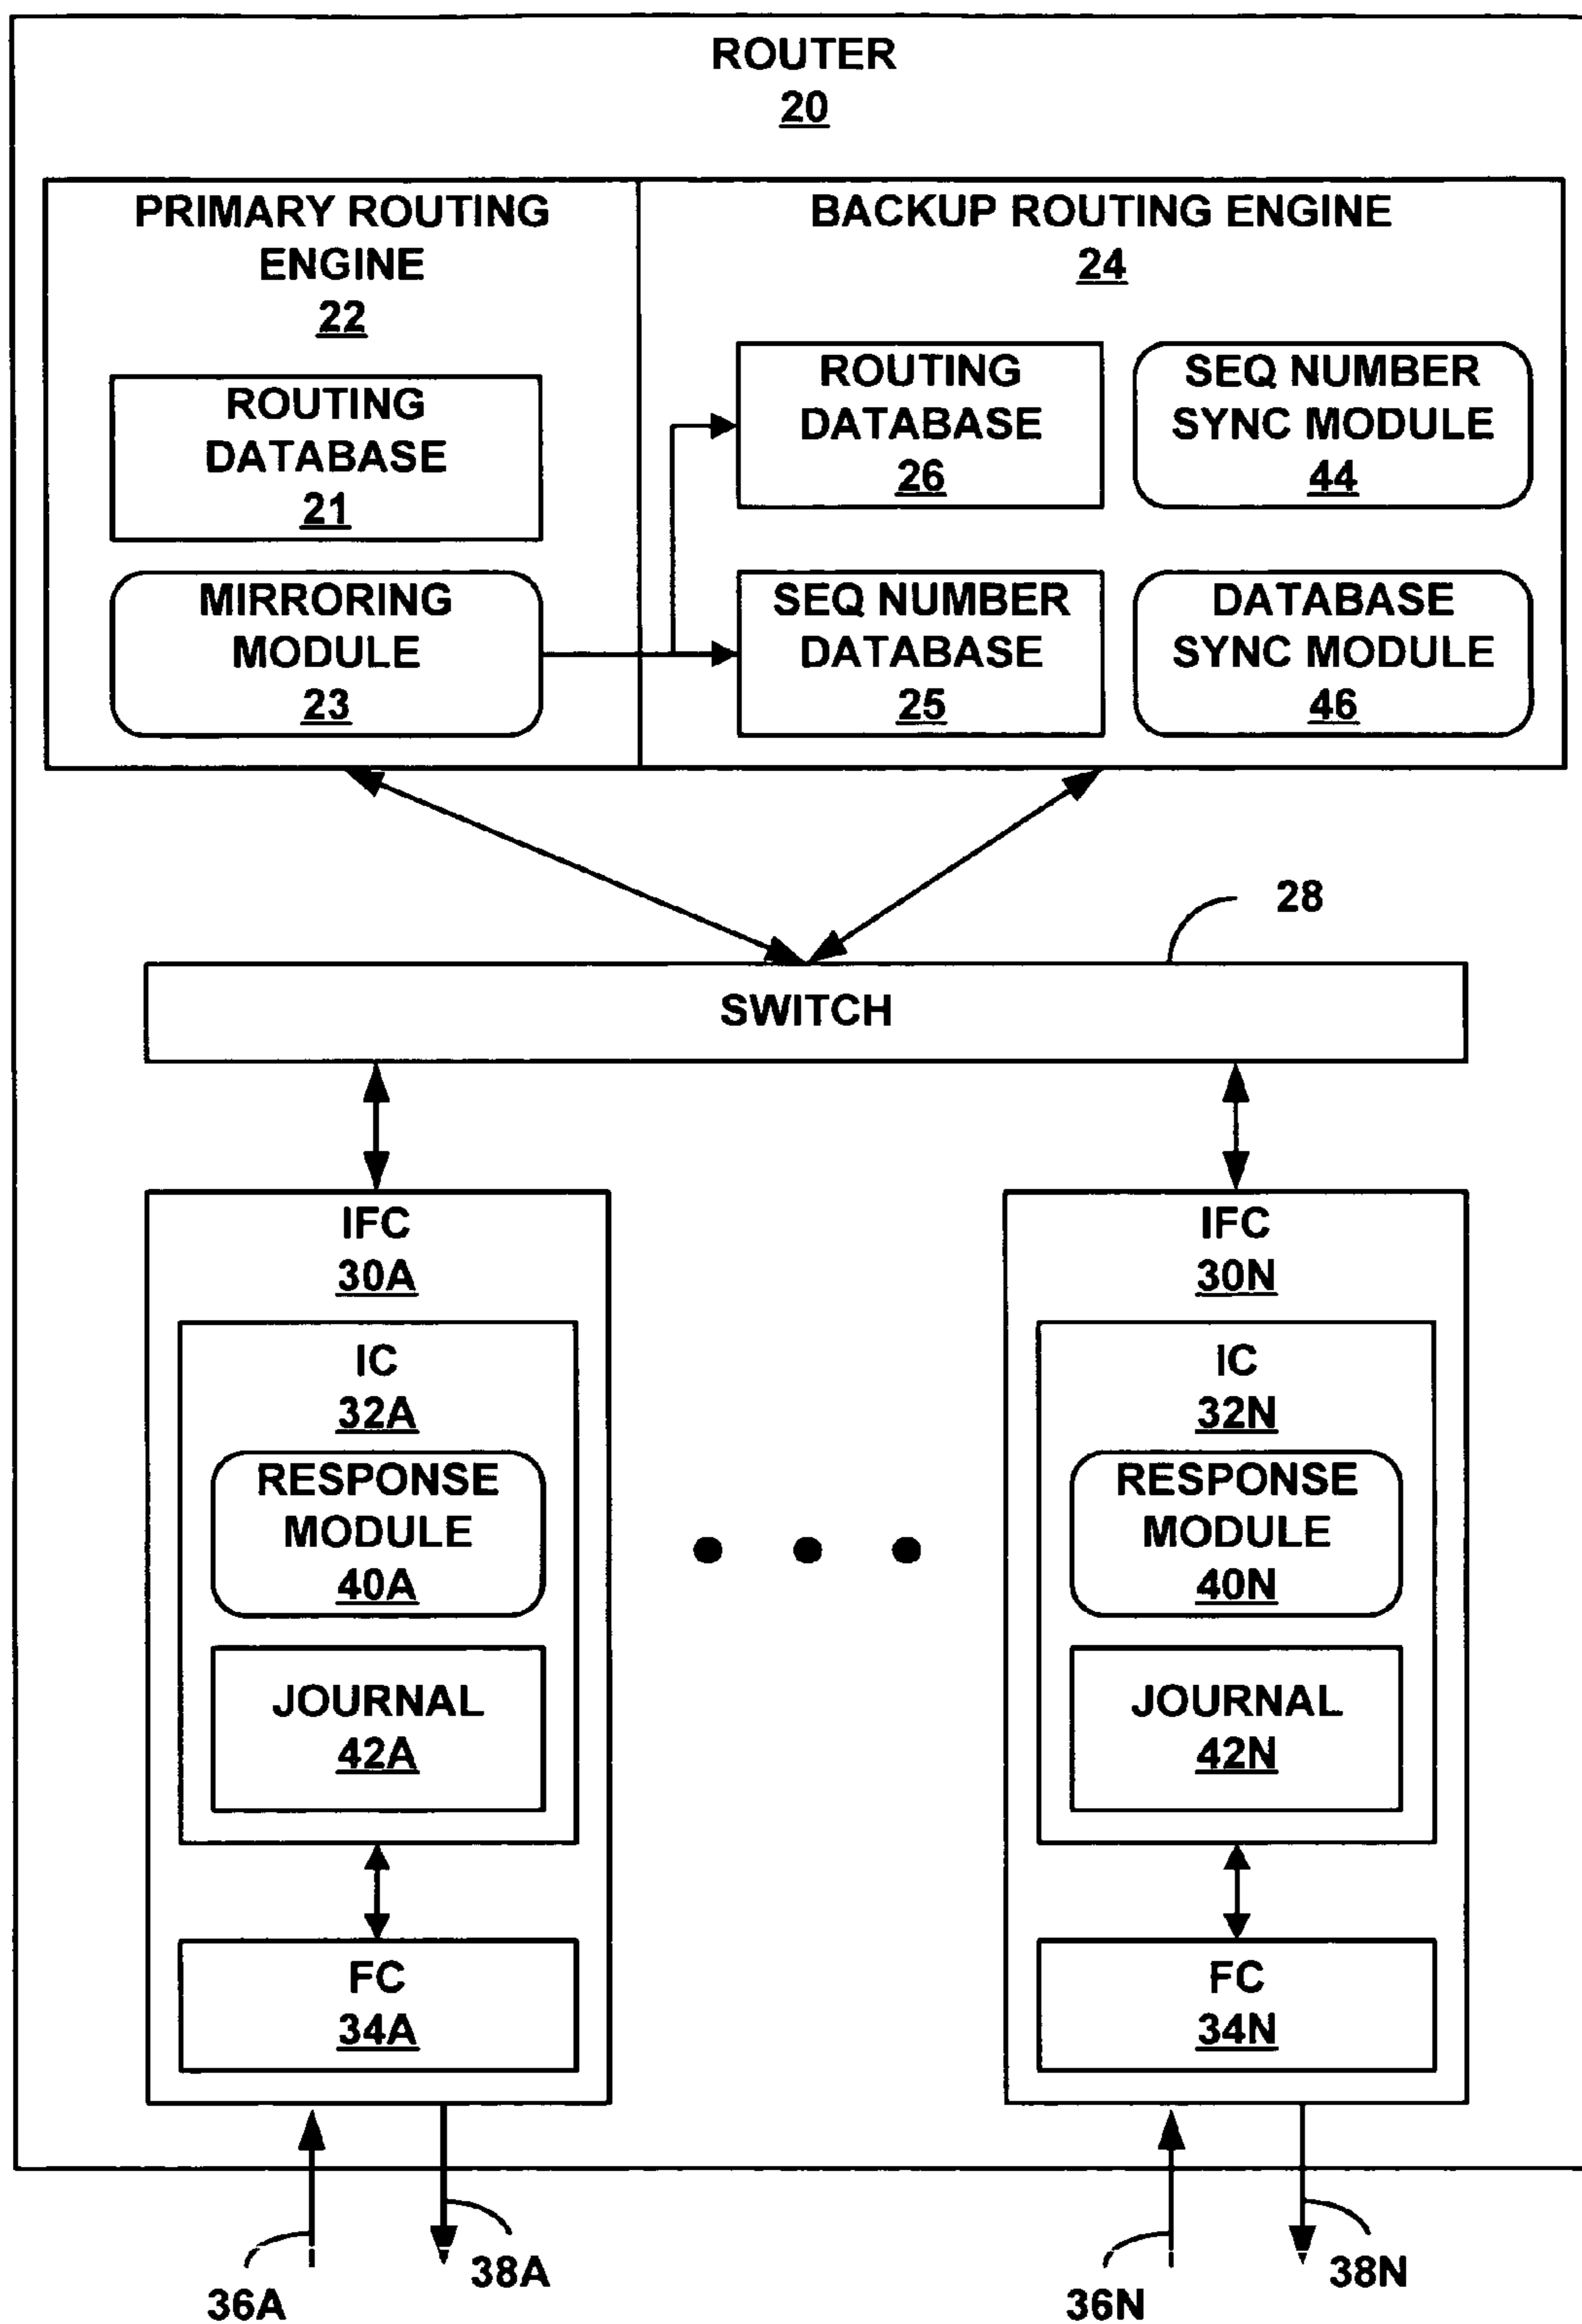 ROUTER
20
PRIMARY ROUTING
ENGINE
22
ROUTING
DATABASE
21
MIRRORING
MODULE
23
BACKUP ROUTING ENGINE
24
ROUTING
DATABASE
26
SEQ NUMBER
SYNC MODULE
44
SEQ NUMBER
DATABASE
25
DATABASE
SYNC MODULE
46
28
SWITCH
IFC
30A
IC
32A
RESPONSE
MODULE
40A
JOURNAL
42A
FC
34A
IFC
30N
IC
32N
RESPONSE
MODULE
40N
JOURNAL
42N
FC
34N
36A
38A
36N
38N